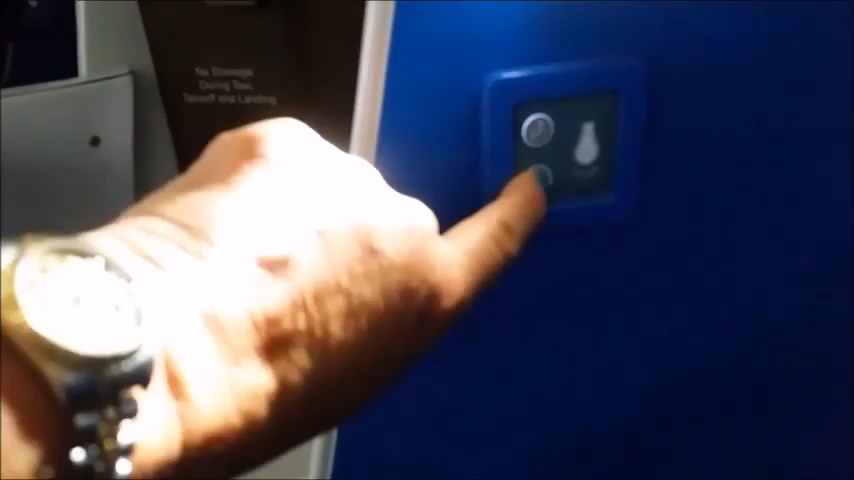 No Stowage
During Taxi,
Takeoff and Landing